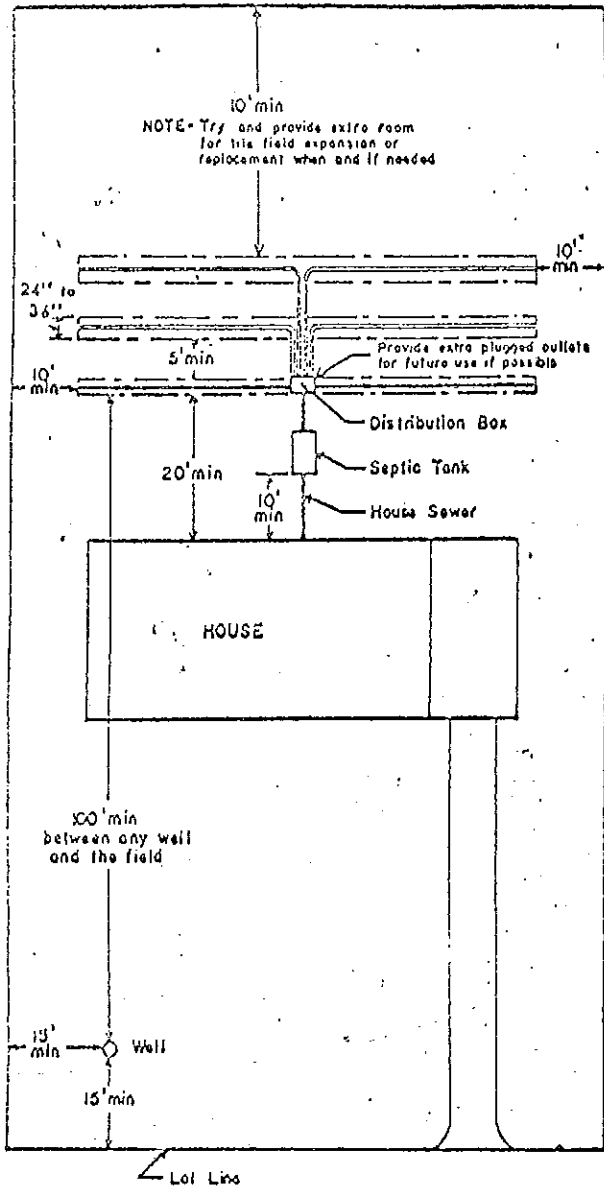 10' min
NOTE - Try and provide extra room
for tile field expansion or
replacement when and if needed
10'
min
24" to
36"
5' min
Provide extra plugged outlets
for future use if possible
10'
min
Distribution Box
20' min
Septic Tank
10'
min
House Sewer
HOUSE
100' min
between any well
and the field
15'
min
Well
15' min
Lot Line